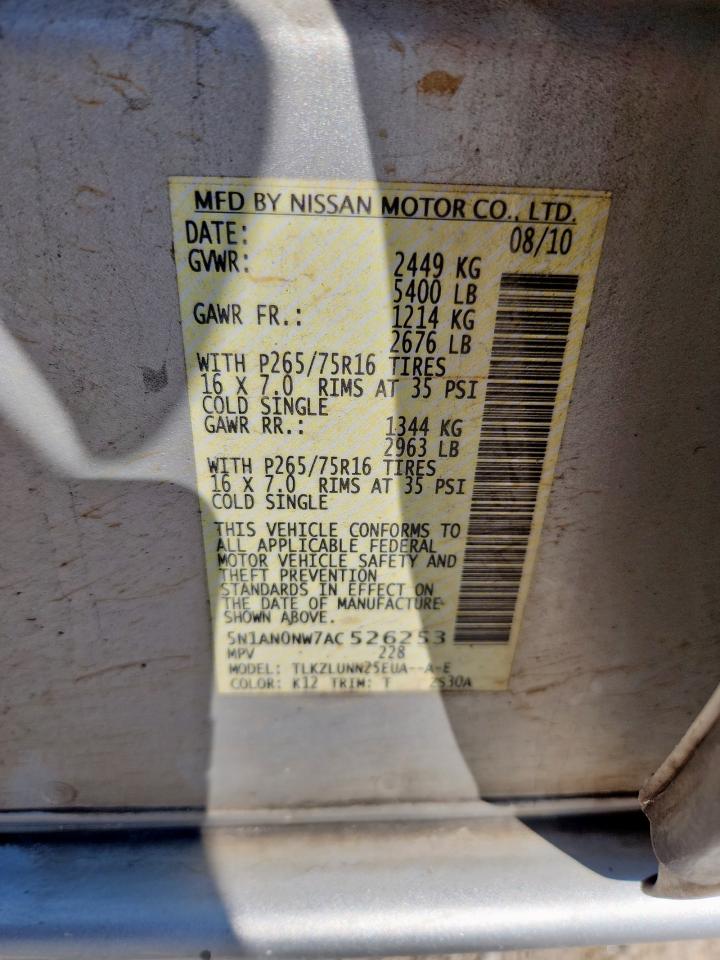 MFD BY NISSAN MOTOR CO., LTD.
DATE: 08/10
GVWR: 2449 KG
5400 LB
GAWR FR.: 1214 KG
2676 LB
WITH P265/75R16 TIRES
16 X 7.0 RIMS AT 35 PSI
COLD SINGLE
GAWR RR.: 1344 KG
2963 LB
WITH P265/75R16 TIRES
16 X 7.0 RIMS AT 35 PSI
COLD SINGLE
THIS VEHICLE CONFORMS TO
ALL APPLICABLE FEDERAL
MOTOR VEHICLE SAFETY AND
THEFT PREVENTION
STANDARDS IN EFFECT ON
THE DATE OF MANUFACTURE
SHOWN ABOVE.
5N1AN0NW7AC 526253
MPV 228
MODEL: TLKZLUNNZ5EUA--A-E
COLOR: K12 TRIM: T 2S30A